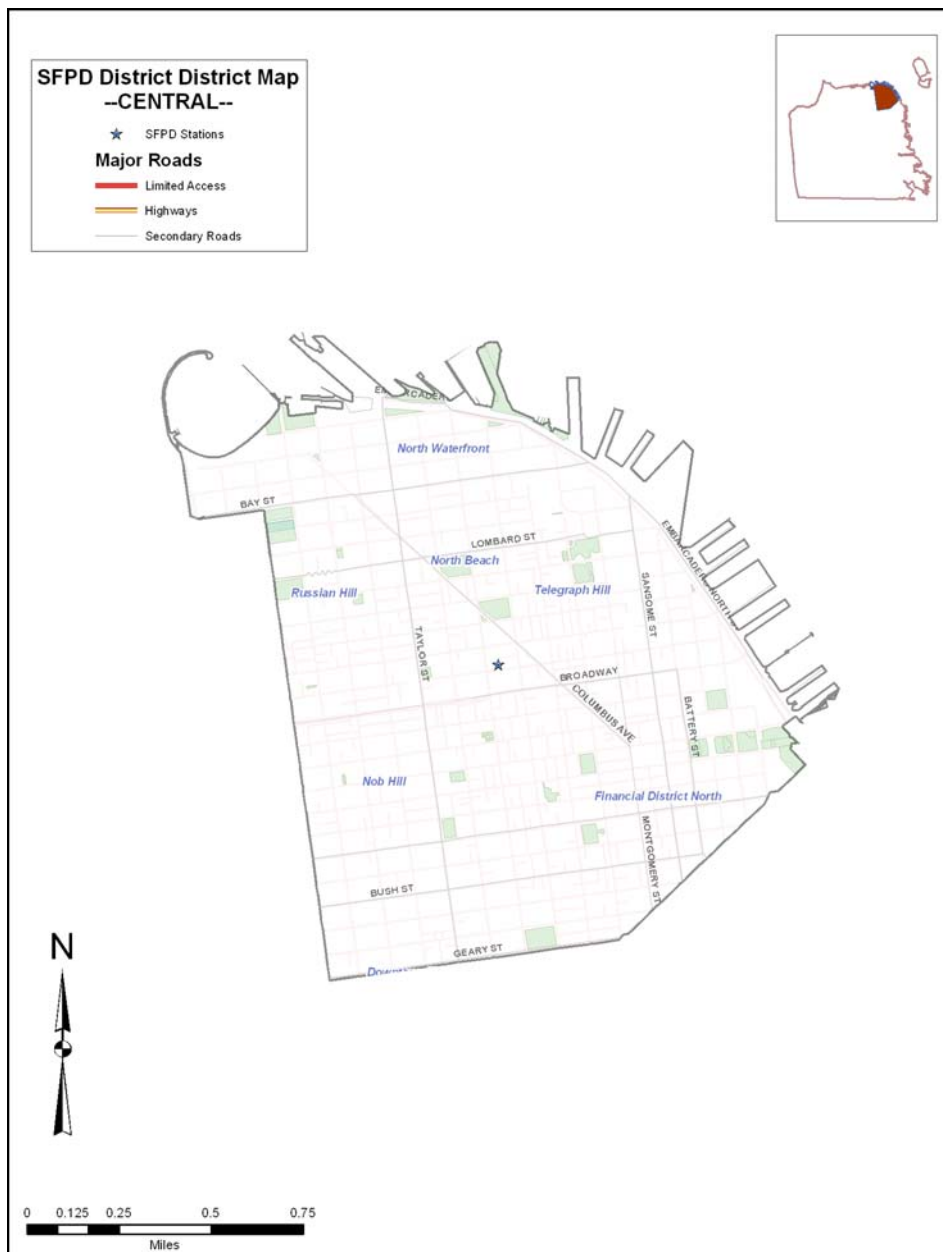 SFPD District District Map
--CENTRAL--
SFPD Stations
Major Roads
Limited Access
Highways
Secondary Roads
North Waterfront
BAY ST
LOMBARD ST
North Beach
Russian Hill
Telegraph Hill
SANSOME ST
EMBARCADERO NORTH
TAYLOR ST
BROADWAY
COLUMBUS AVE
BATTERY ST
Nob Hill
Financial District North
MONTGOMERY ST
BUSH ST
GEARY ST
N
0 0.125 0.25 0.5 0.75
Miles